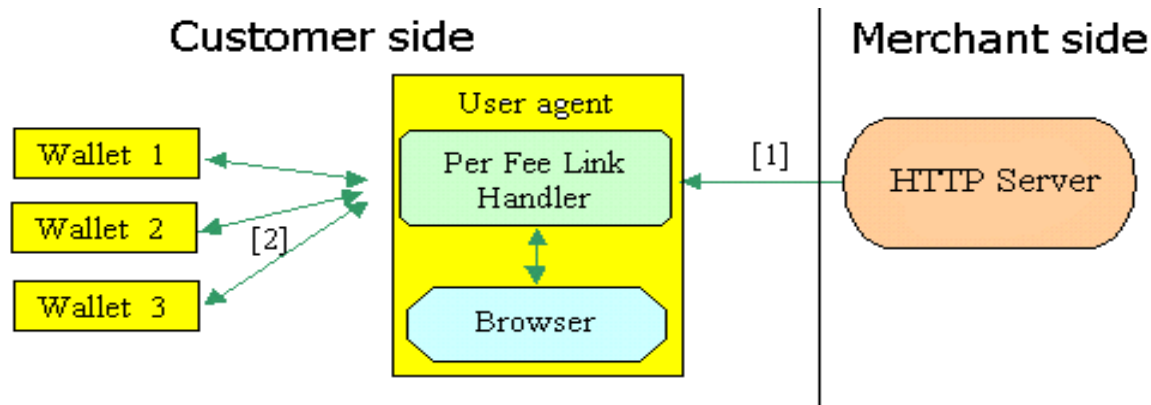 Customer side
Merchant side
User agent
Wallet 1
Wallet 2
Wallet 3
[2]
Per Fee Link
Handler
Browser
[1]
HTTP Server